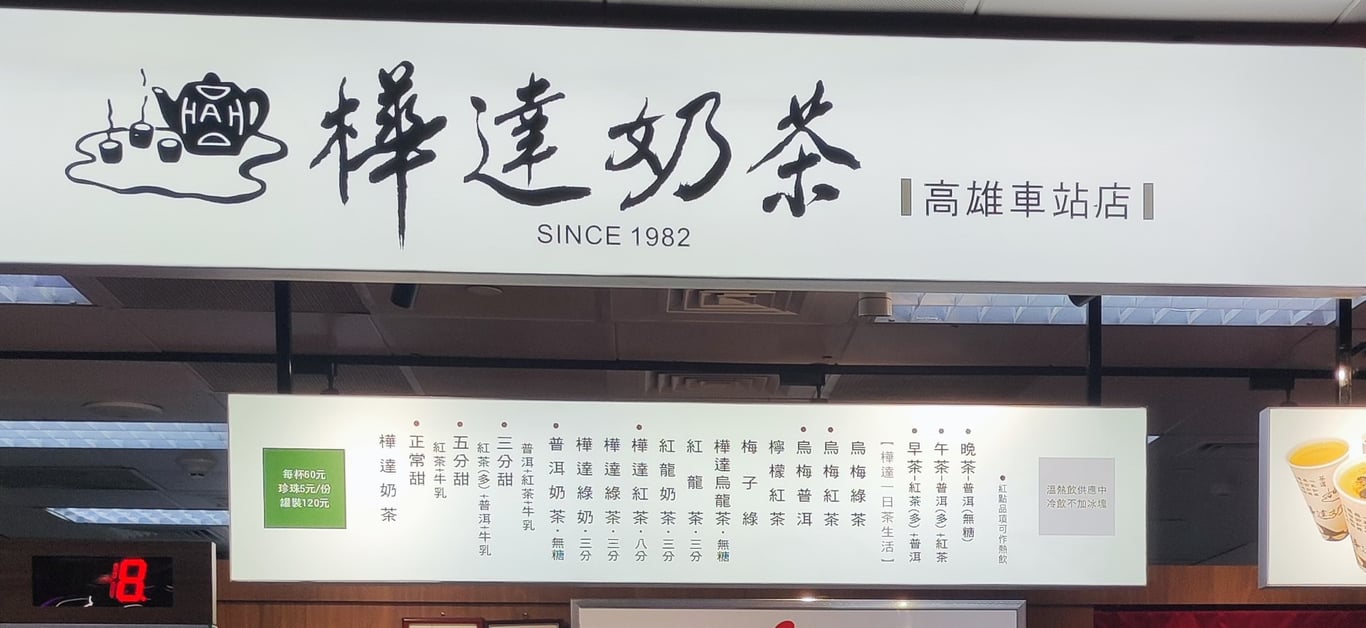 HAH
樺達奶茶
SINCE 1982
高雄車站店
每杯60元
珍珠5元/份
罐裝120元
樺達奶茶
正常甜
紅茶+牛乳
五分甜
紅茶(多)+普洱+牛乳
三分甜
普洱+紅茶+牛乳
普洱奶茶·無糖
樺達綠奶·三分
樺達綠茶·三分
樺達紅茶·八分
紅龍奶茶·三分
紅龍茶·三分
樺達烏龍茶·無糖
梅子綠
檸檬紅茶
烏梅普洱
烏梅紅茶
烏梅綠茶
[樺達一日茶生活]
早茶-紅茶(多)+普洱
午茶-普洱(多)+紅茶
晚茶-普洱(無糖)
●紅點品項可作熱飲
溫熱飲供應中
冷飲不加冰塊
18